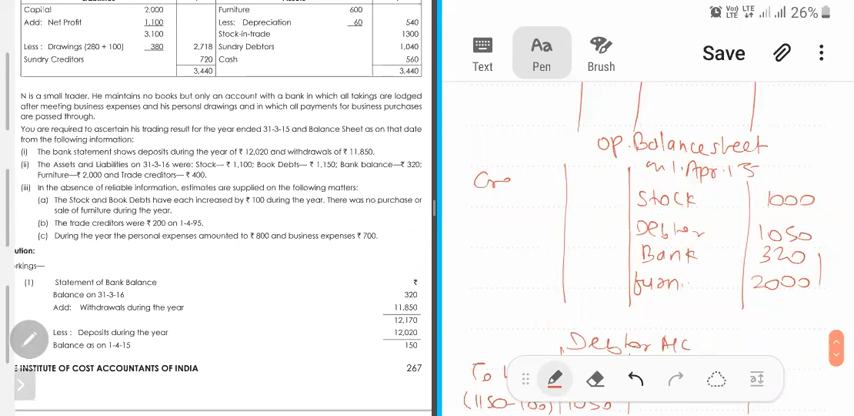 Capital 2,000 Furniture 600
Add: Net Profit 1,100 Less: Depreciation 60 540
3,100 Stock-in-trade 1300
Less : Drawings (280 + 100) 380 2,718 Sundry Debtors 1,040
Sundry Creditors 720 Cash 560
3,440 3,440
N is a small trader. He maintains no books but only an account with a bank in which all takings are lodged
after meeting business expenses and his personal drawings and in which all payments for business purchases
are passed through.
You are required to ascertain his trading result for the year ended 31-3-15 and Balance Sheet as on that date
from the following information:
(i) The bank statement shows deposits during the year of ₹ 12,020 and withdrawals of ₹ 11,850.
(ii) The Assets and Liabilities on 31-3-16 were: Stock— ₹ 1,100; Book Debts— ₹ 1,150; Bank balance—₹ 320;
Furniture—₹ 2,000 and Trade creditors— ₹ 400.
(iii) In the absence of reliable information, estimates are supplied on the following matters:
(a) The Stock and Book Debts have each increased by ₹ 100 during the year. There was no purchase or
sale of furniture during the year.
(b) The trade creditors were ₹ 200 on 1-4-95.
(c) During the year the personal expenses amounted to ₹ 800 and business expenses ₹ 700.
ution:
rkings—
(1) Statement of Bank Balance ₹
Balance on 31-3-16 320
Add: Withdrawals during the year 11,850
12,170
Less : Deposits during the year 12,020
Balance as on 1-4-15 150
E INSTITUTE OF COST ACCOUNTANTS OF INDIA 267
Voo) LTE 26%
LTE
Aa
Text Pen Brush Save
op. Balance sheet
on 1. Apr. 15
Cre
Stock 1000
Debtor 1050
Bank 320
furn. 2000
Debtor A/C
To
(1150-100) 1050